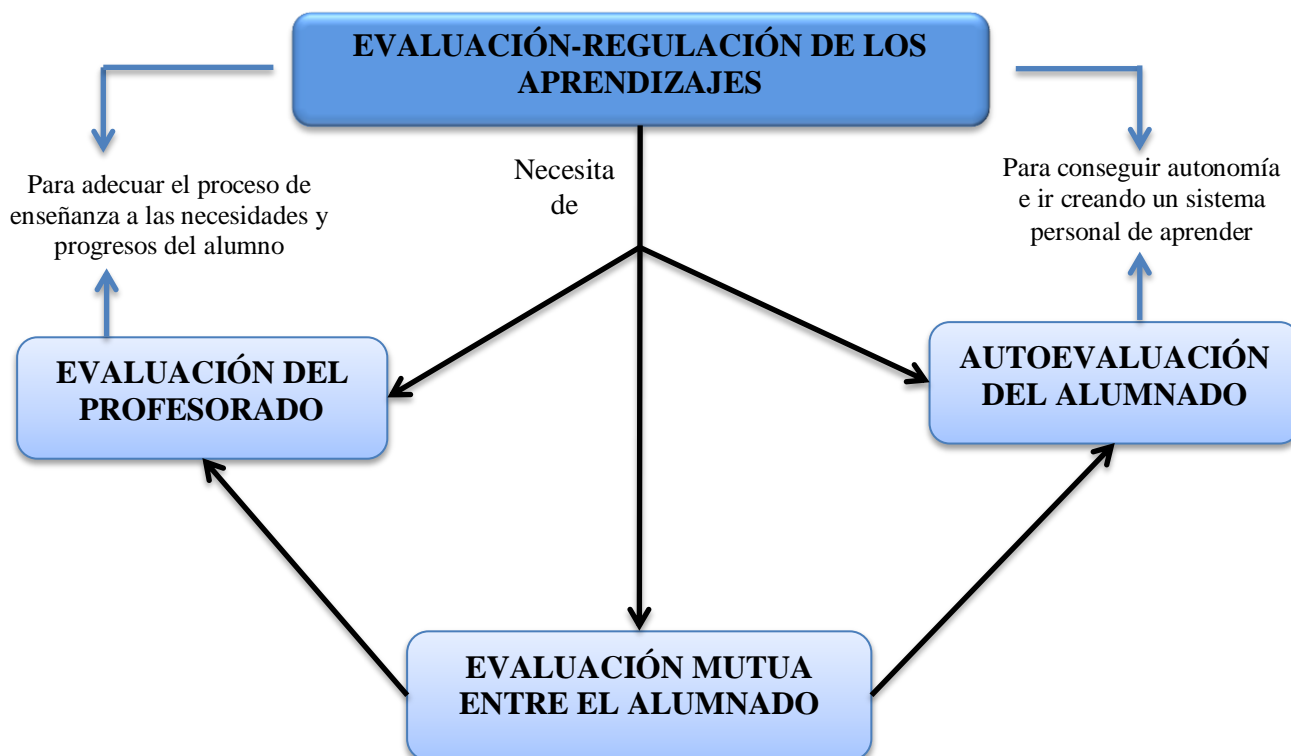 EVALUACIÓN-REGULACIÓN DE LOS
APRENDIZAJES
Necesita
de
Para adecuar el proceso de
enseñanza a las necesidades y
progresos del alumno
Para conseguir autonomía
e ir creando un sistema
personal de aprender
EVALUACIÓN DEL
PROFESORADO
AUTOEVALUACIÓN
DEL ALUMNADO
EVALUACIÓN MUTUA
ENTRE EL ALUMNADO